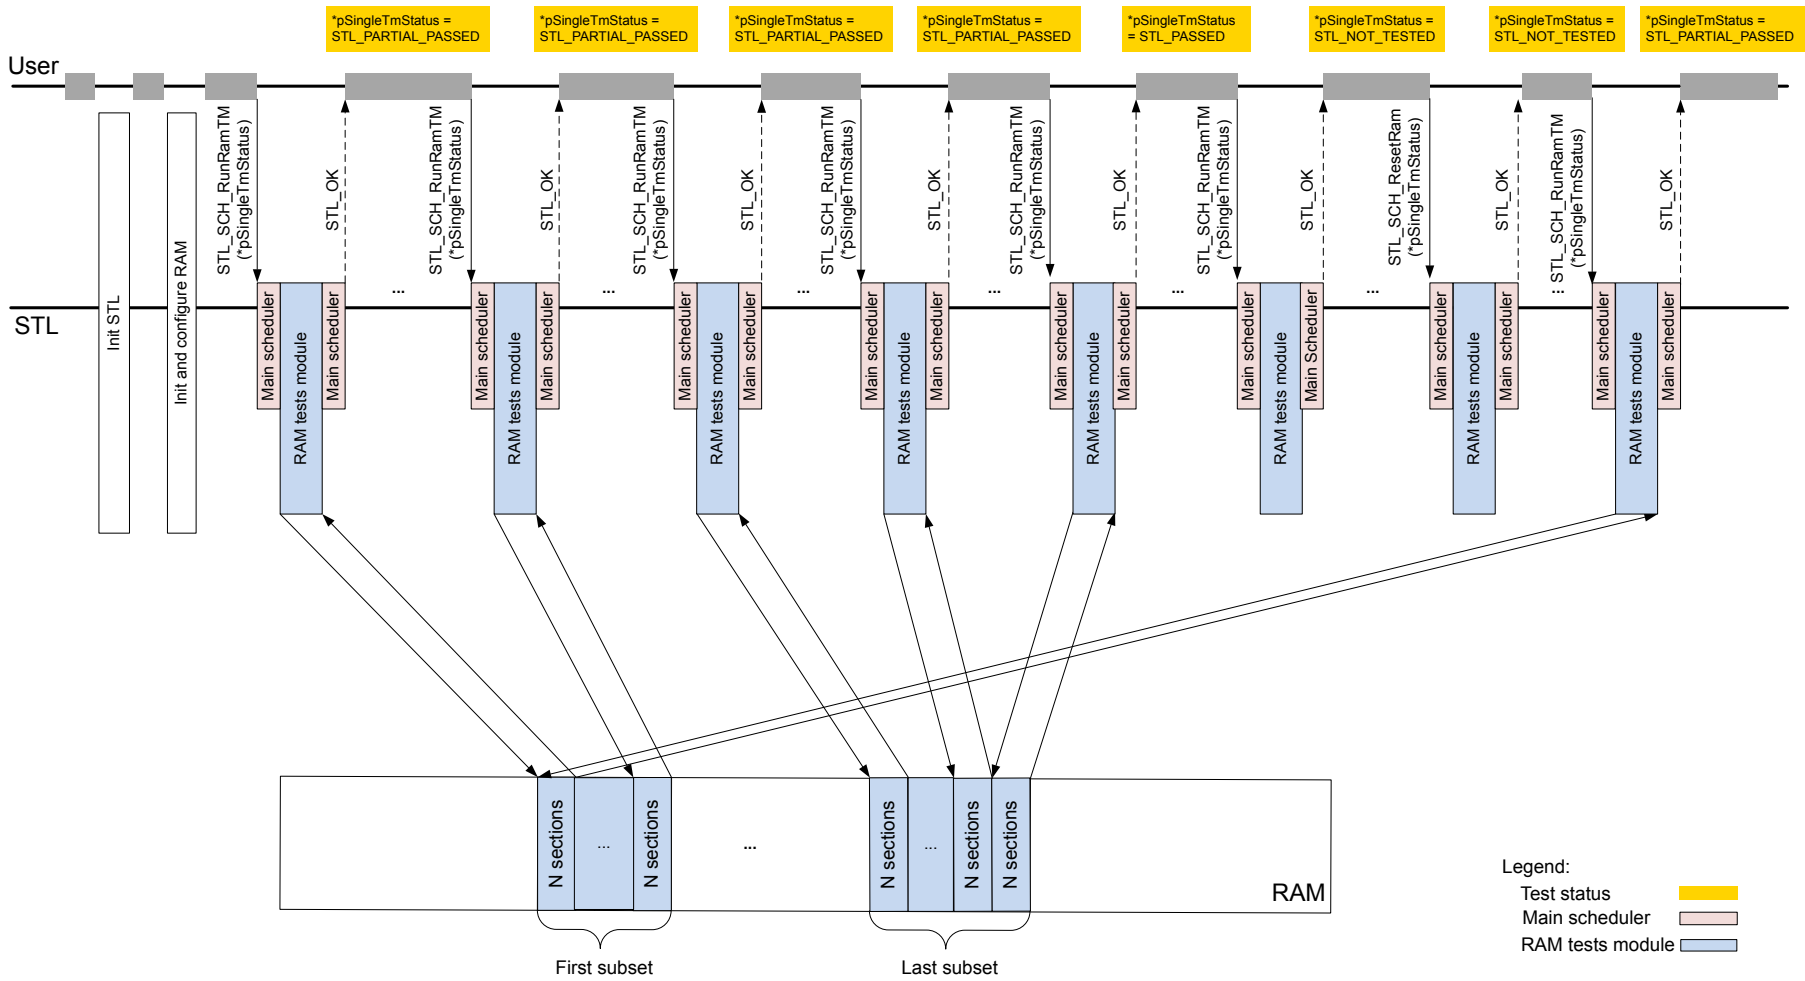 *pSingleTmStatus =
STL_PARTIAL_PASSED
*pSingleTmStatus =
STL_PARTIAL_PASSED
*pSingleTmStatus =
STL_PARTIAL_PASSED
*pSingleTmStatus =
STL_PARTIAL_PASSED
*pSingleTmStatus
= STL_PASSED
*pSingleTmStatus =
STL_NOT_TESTED
*pSingleTmStatus =
STL_NOT_TESTED
*pSingleTmStatus =
STL_PARTIAL_PASSED
User
Init STL
Init and configure RAM
STL_SCH_RunRamTM
(*pSingleTmStatus)
STL_OK
STL_SCH_RunRamTM
(*pSingleTmStatus)
STL_OK
STL_SCH_RunRamTM
(*pSingleTmStatus)
STL_OK
STL_SCH_RunRamTM
(*pSingleTmStatus)
STL_OK
STL_SCH_RunRamTM
(*pSingleTmStatus)
STL_OK
STL_SCH_RunRamTM
(*pSingleTmStatus)
STL_OK
STL_SCH_ResetRam
(*pSingleTmStatus)
STL_OK
STL_SCH_RunRamTM
(*pSingleTmStatus)
STL_OK
STL
Main scheduler
RAM tests module
Main scheduler
...
Main scheduler
RAM tests module
Main scheduler
...
Main scheduler
RAM tests module
Main scheduler
...
Main scheduler
RAM tests module
Main scheduler
...
Main scheduler
RAM tests module
Main scheduler
...
Main scheduler
RAM tests module
Main Scheduler
...
Main scheduler
RAM tests module
Main scheduler
...
Main scheduler
RAM tests module
Main scheduler
N sections
...
N sections
...
N sections
...
N sections
N sections
RAM
First subset
Last subset
Legend:
Test status
Main scheduler
RAM tests module